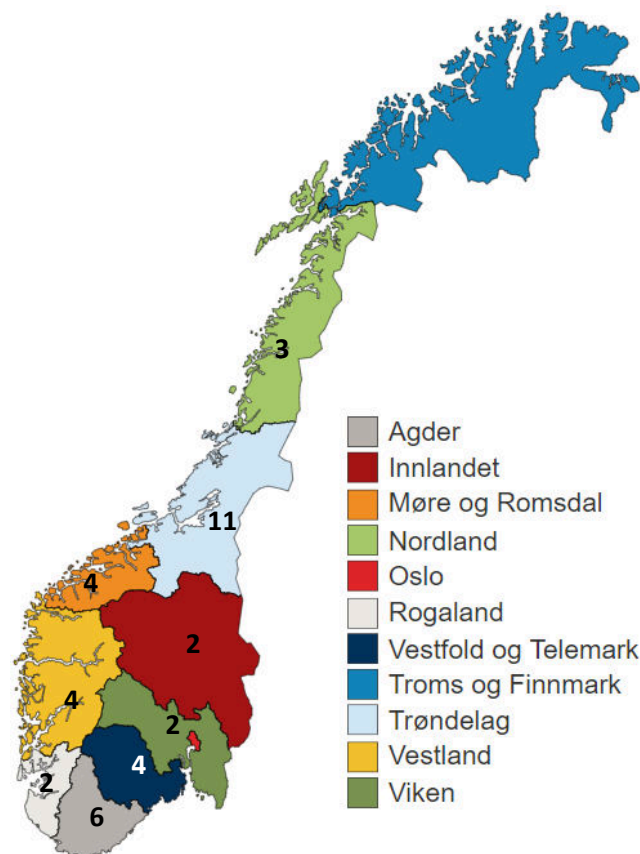 3
11
4
2
4
2
4
2
6
Agder
Innlandet
Møre og Romsdal
Nordland
Oslo
Rogaland
Vestfold og Telemark
Troms og Finnmark
Trøndelag
Vestland
Viken